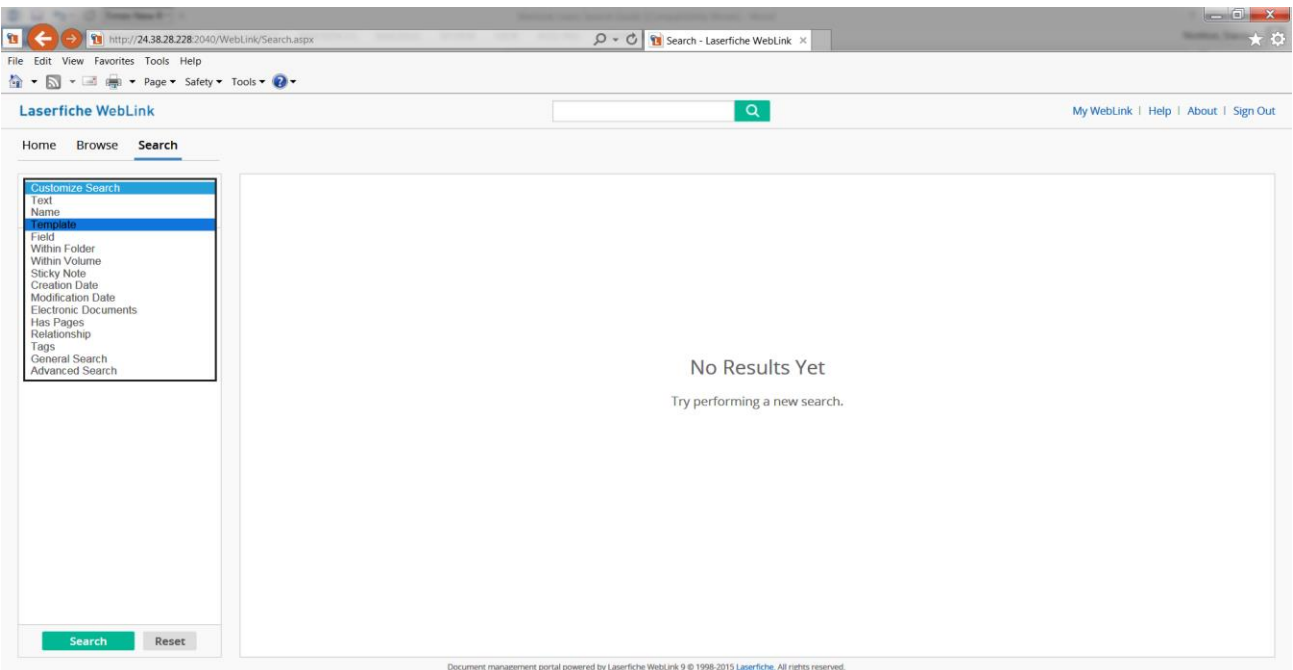 http://24.38.28.228:2040/WebLink/Search.aspx
Search - Laserfiche WebLink
File Edit View Favorites Tools Help
Page Safety Tools
Laserfiche WebLink
My WebLink | Help | About | Sign Out
Home Browse Search
Customize Search
Text
Name
Template
Field
Within Folder
Within Volume
Sticky Note
Creation Date
Modification Date
Electronic Documents
Has Pages
Relationship
Tags
General Search
Advanced Search
No Results Yet
Try performing a new search.
Search Reset
Document management portal powered by Laserfiche WebLink 9 © 1998-2015 Laserfiche. All rights reserved.